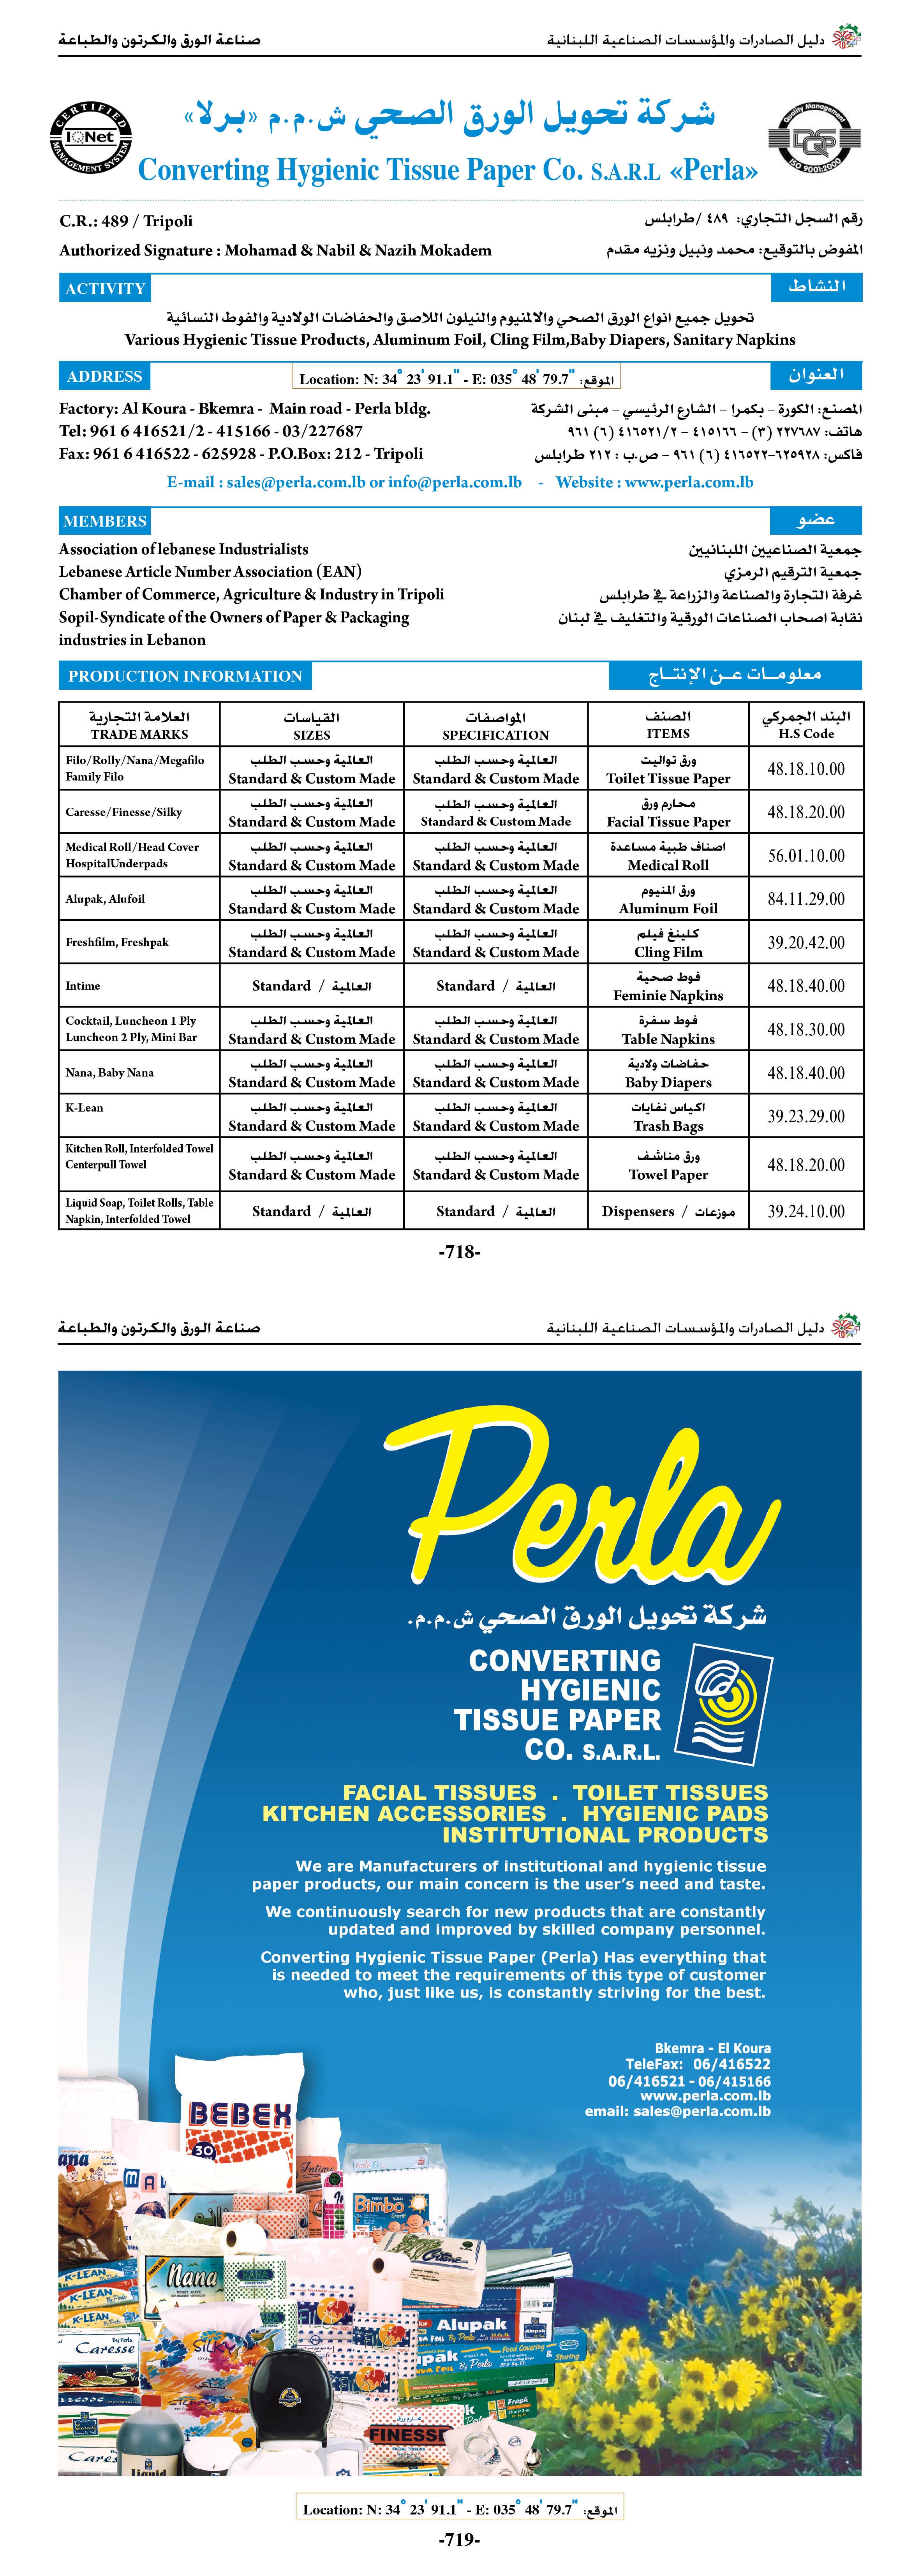 صناعة الورق والكرتون والطباعة
دليل الصادرات والمؤسسات الصناعية اللبنانية
CERTIFIED MANAGEMENT SYSTEM
IQNet
شركة تحويل الورق الصحي ش.م.م «برلا»
Converting Hygienic Tissue Paper Co. S.A.R.L «Perla»
Quality Management
DQS
ISO 9001:2000
C.R.: 489 / Tripoli
رقم السجل التجاري: ٤٨٩ /طرابلس
Authorized Signature : Mohamad & Nabil & Nazih Mokadem
المفوض بالتوقيع: محمد ونبيل ونزيه مقدم
ACTIVITY
النشاط
تحويل جميع انواع الورق الصحي والالمنيوم والنيلون اللاصق والحفاضات الولادية والفوط النسائية
Various Hygienic Tissue Products, Aluminum Foil, Cling Film,Baby Diapers, Sanitary Napkins
ADDRESS
Location: N: 34° 23' 91.1" - E: 035° 48' 79.7" :الموقع
العنوان
Factory: Al Koura - Bkemra - Main road - Perla bldg.
المصنع: الكورة - بكمرا - الشارع الرئيسي - مبنى الشركة
Tel: 961 6 416521/2 - 415166 - 03/227687
هاتف: ٢٢٧٦٨٧ (٣) - ٤١٥١٦٦ - ٤١٦٥٢١/٢ (٦) ٩٦١
Fax: 961 6 416522 - 625928 - P.O.Box: 212 - Tripoli
فاكس: ٦٢٥٩٢٨-٤١٦٥٢٢ (٦) ٩٦١ - ص.ب : ٢١٢ طرابلس
E-mail : sales@perla.com.lb or info@perla.com.lb - Website : www.perla.com.lb
MEMBERS
عضو
Association of lebanese Industrialists
جمعية الصناعيين اللبنانيين
Lebanese Article Number Association (EAN)
جمعية الترقيم الرمزي
Chamber of Commerce, Agriculture & Industry in Tripoli
غرفة التجارة والصناعة والزراعة في طرابلس
Sopil-Syndicate of the Owners of Paper & Packaging
نقابة اصحاب الصناعات الورقية والتغليف في لبنان
industries in Lebanon
PRODUCTION INFORMATION
معلومــات عــن الإنتــاج
العلامة التجارية القياسات المواصفات الصنف البند الجمركي
TRADE MARKS SIZES SPECIFICATION ITEMS H.S Code
Filo/Rolly/Nana/Megafilo العالمية وحسب الطلب العالمية وحسب الطلب ورق تواليت
Family Filo Standard & Custom Made Standard & Custom Made Toilet Tissue Paper 48.18.10.00
العالمية وحسب الطلب العالمية وحسب الطلب محارم ورق
Caresse/Finesse/Silky Standard & Custom Made Standard & Custom Made Facial Tissue Paper 48.18.20.00
Medical Roll/Head Cover العالمية وحسب الطلب العالمية وحسب الطلب اصناف طبية مساعدة
HospitalUnderpads Standard & Custom Made Standard & Custom Made Medical Roll 56.01.10.00
العالمية وحسب الطلب العالمية وحسب الطلب ورق المنيوم
Alupak, Alufoil Standard & Custom Made Standard & Custom Made Aluminum Foil 84.11.29.00
العالمية وحسب الطلب العالمية وحسب الطلب كلينغ فيلم
Freshfilm, Freshpak Standard & Custom Made Standard & Custom Made Cling Film 39.20.42.00
فوط صحية
Intime Standard / العالمية Standard / العالمية Feminie Napkins 48.18.40.00
Cocktail, Luncheon 1 Ply العالمية وحسب الطلب العالمية وحسب الطلب فوط سفرة
Luncheon 2 Ply, Mini Bar Standard & Custom Made Standard & Custom Made Table Napkins 48.18.30.00
العالمية وحسب الطلب العالمية وحسب الطلب حفاضات ولادية
Nana, Baby Nana Standard & Custom Made Standard & Custom Made Baby Diapers 48.18.40.00
K-Lean العالمية وحسب الطلب العالمية وحسب الطلب اكياس نفايات
Standard & Custom Made Standard & Custom Made Trash Bags 39.23.29.00
Kitchen Roll, Interfolded Towel العالمية وحسب الطلب العالمية وحسب الطلب ورق مناشف
Centerpull Towel Standard & Custom Made Standard & Custom Made Towel Paper 48.18.20.00
Liquid Soap, Toilet Rolls, Table
Napkin, Interfolded Towel Standard / العالمية Standard / العالمية Dispensers / موزعات 39.24.10.00
-718-
صناعة الورق والكرتون والطباعة
دليل الصادرات والمؤسسات الصناعية اللبنانية
Perla
شركة تحويل الورق الصحي ش.م.م.
CONVERTING
HYGIENIC
TISSUE PAPER
CO. S.A.R.L.
FACIAL TISSUES . TOILET TISSUES
KITCHEN ACCESSORIES . HYGIENIC PADS
INSTITUTIONAL PRODUCTS
We are Manufacturers of institutional and hygienic tissue
paper products, our main concern is the user's need and taste.
We continuously search for new products that are constantly
updated and improved by skilled company personnel.
Converting Hygienic Tissue Paper (Perla) Has everything that
is needed to meet the requirements of this type of customer
who, just like us, is constantly striving for the best.
Bkemra - El Koura
TeleFax: 06/416522
06/416521 - 06/415166
www.perla.com.lb
email: sales@perla.com.lb
BEBEX
30
Intime
Bimbo
Nana
K-LEAN
K-LEAN
K-LEAN
Caresse
SILKY
Alupak
By Perla
Food Covering & Storing
Fresh
FINESSE
FACIAL TISSUES
Liquid
Location: N: 34° 23' 91.1" - E: 035° 48' 79.7" :الموقع
-719-